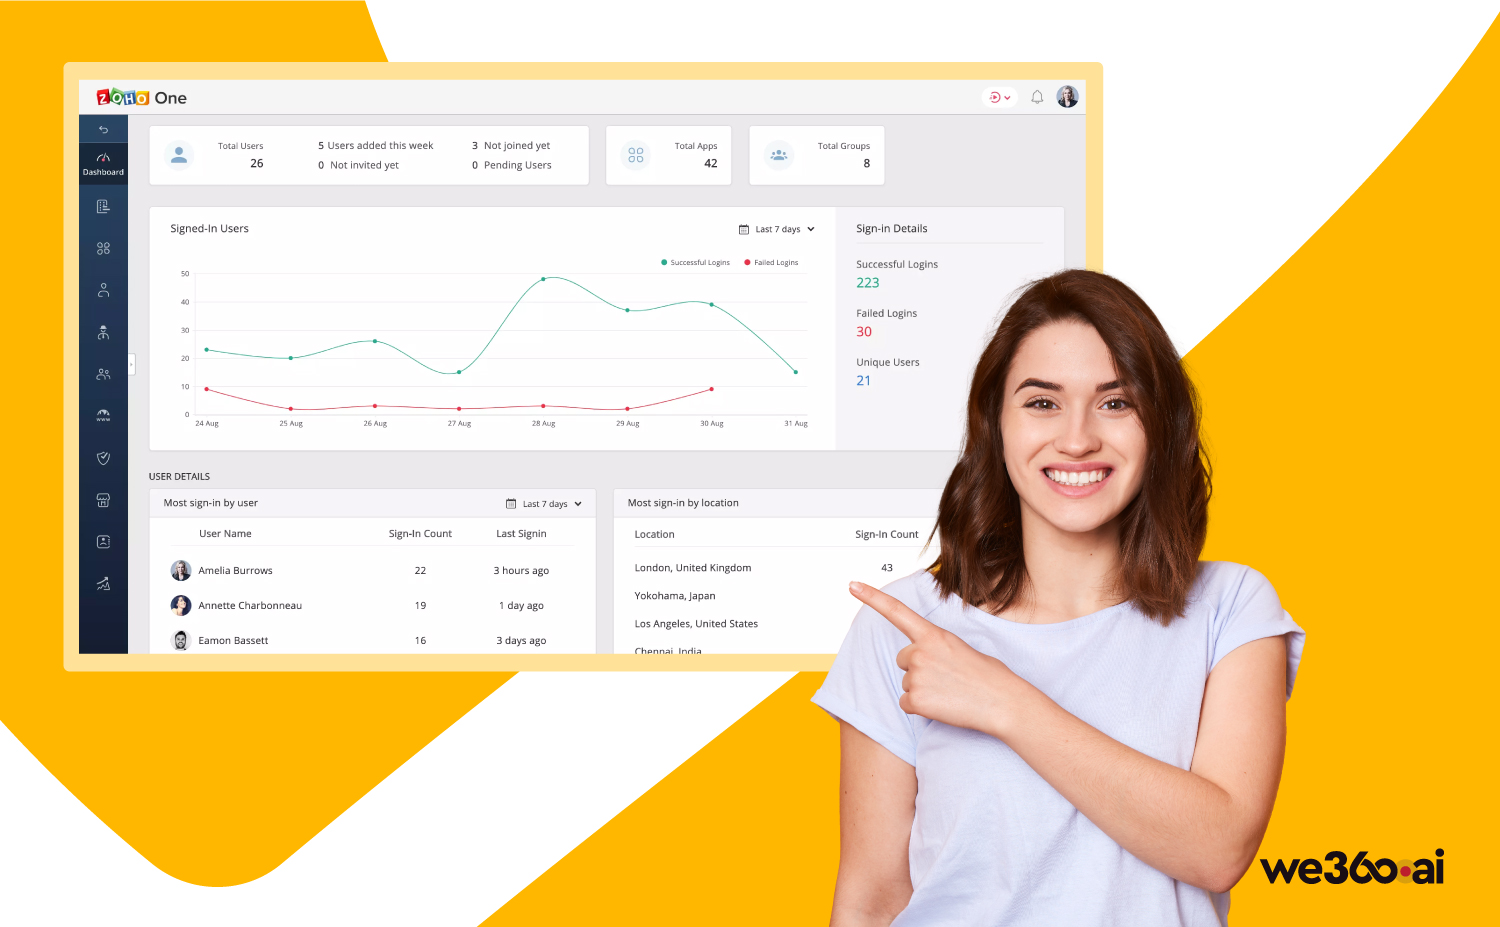 ZOHO One
Dashboard
Total Users
26
5 Users added this week
0 Not invited yet
3 Not joined yet
0 Pending Users
Total Apps
42
Total Groups
8
Signed-In Users
Last 7 days
Successful Logins
Failed Logins
50
40
30
20
10
0
24 Aug 25 Aug 26 Aug 27 Aug 28 Aug 29 Aug 30 Aug 31 Aug
Sign-in Details
Successful Logins
223
Failed Logins
30
Unique Users
21
USER DETAILS
Most sign-in by user
Last 7 days
User Name Sign-In Count Last Signin
Amelia Burrows 22 3 hours ago
Annette Charbonneau 19 1 day ago
Eamon Bassett 16 3 days ago
Most sign-in by location
Location Sign-In Count
London, United Kingdom 43
Yokohama, Japan
Los Angeles, United States
Chennai, India
www
we360.ai